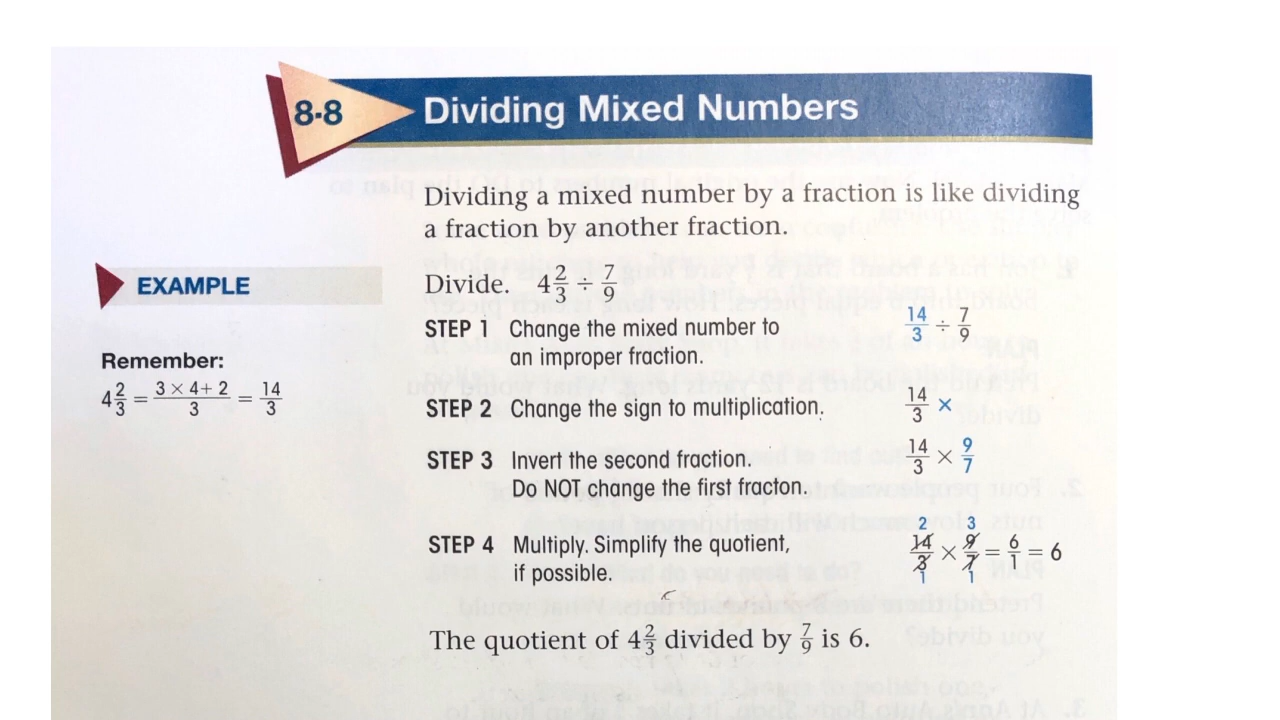 8-8 Dividing Mixed Numbers
Dividing a mixed number by a fraction is like dividing
a fraction by another fraction.
EXAMPLE
Divide. 4 2/3 ÷ 7/9
STEP 1 Change the mixed number to
an improper fraction.
14/3 ÷ 7/9
Remember:
4 2/3 = 3 × 4 + 2/3 = 14/3
STEP 2 Change the sign to multiplication.
14/3 ×
STEP 3 Invert the second fraction.
Do NOT change the first fracton.
14/3 × 9/7
STEP 4 Multiply. Simplify the quotient,
if possible.
2 3
14/3 × 9/7 = 6/1 = 6
1 1
The quotient of 4 2/3 divided by 7/9 is 6.